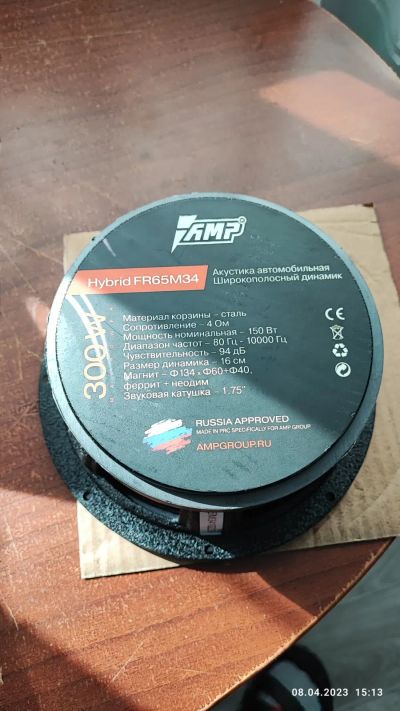 AMP
Hybrid FR65M34
Акустика автомобильная
Широкополосный динамик
300W
Материал корзины - сталь
Сопротивление - 4 Ом
Мощность номинальная - 150 Вт
Диапазон частот - 80 Гц - 10000 Гц
Чувствительность - 94 дБ
Размер динамика - 16 см
Магнит - Ф134 x Ф60+Ф40,
феррит + неодим
Звуковая катушка - 1.75"
CE
RUSSIA APPROVED
MADE IN PRC SPECIFICALLY FOR AMP GROUP
AMPGROUP.RU
08.04.2023 15:13